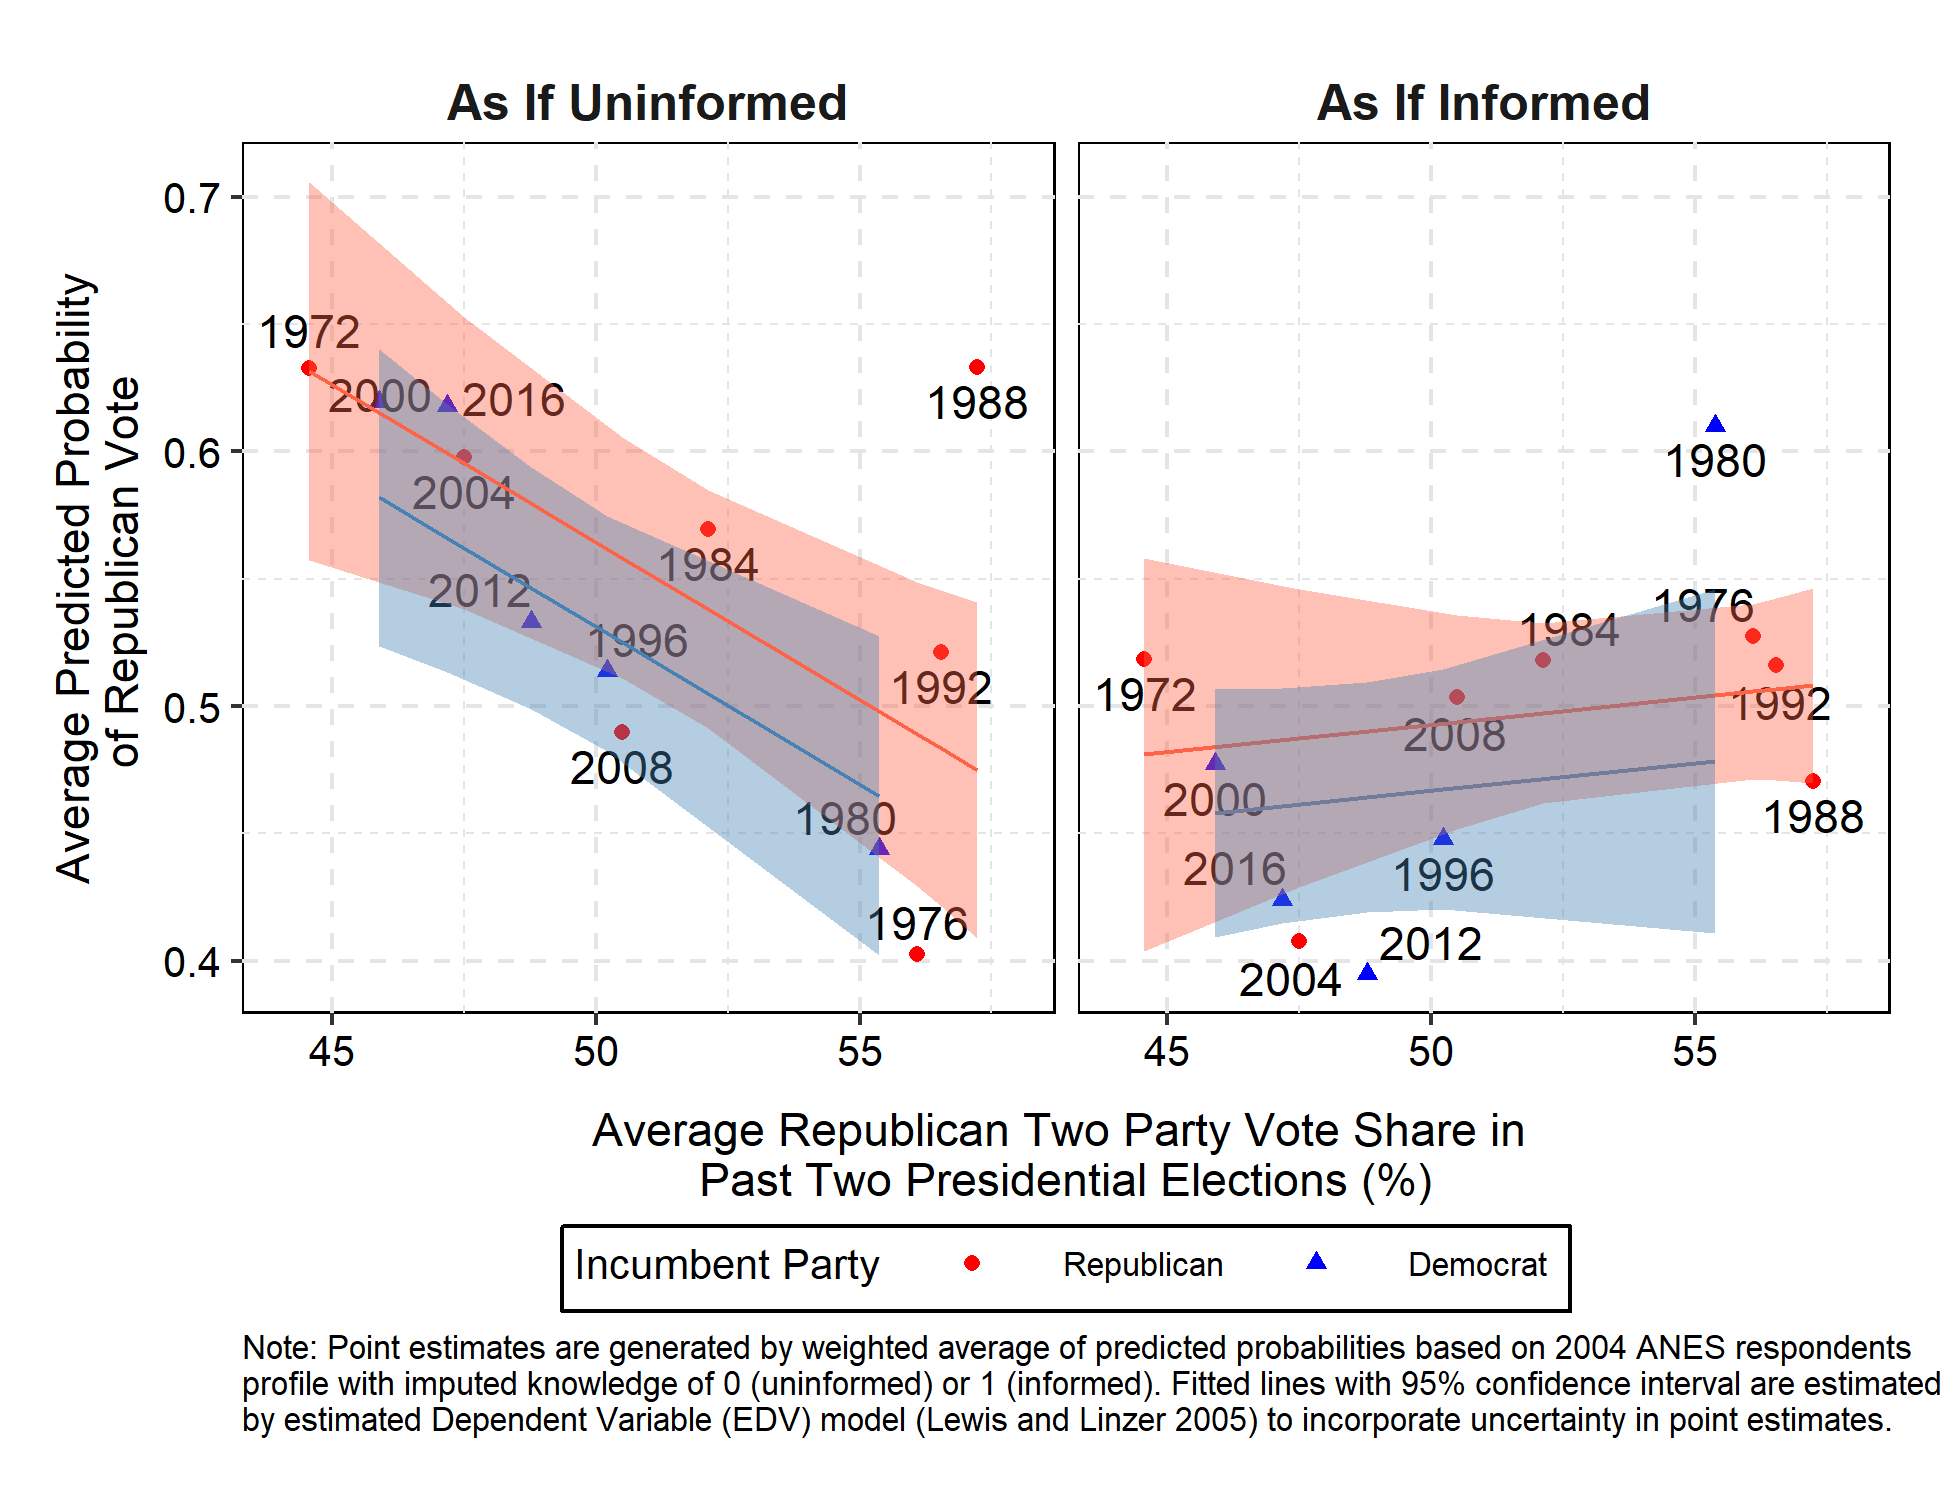 As If Uninformed
As If Informed
Average Predicted Probability
of Republican Vote
0.7
0.6
0.5
0.4
1972
2000
2016
2004
1984
1988
2012
1996
2008
1992
1980
1976
1980
1976
1984
1972
2008
1992
2000
1988
2016
1996
2012
2004
45
50
55
45
50
55
Average Republican Two Party Vote Share in
Past Two Presidential Elections (%)
Incumbent Party
Republican
Democrat
Note: Point estimates are generated by weighted average of predicted probabilities based on 2004 ANES respondents
profile with imputed knowledge of 0 (uninformed) or 1 (informed). Fitted lines with 95% confidence interval are estimated
by estimated Dependent Variable (EDV) model (Lewis and Linzer 2005) to incorporate uncertainty in point estimates.